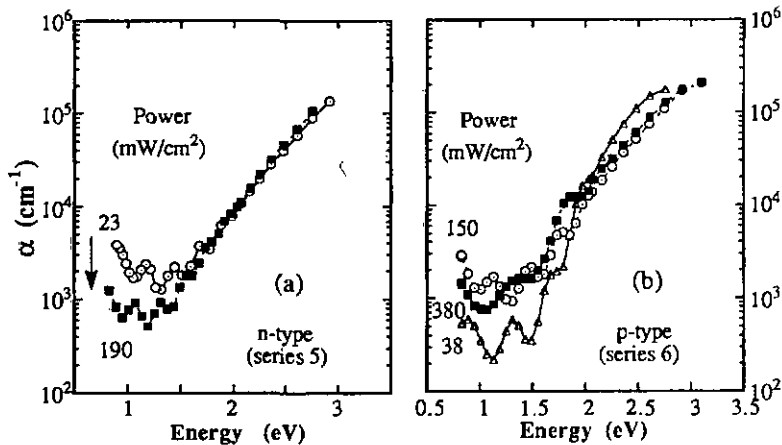 10^6
10^5
10^4
10^3
10^2
α (cm^-1)
Power
(mW/cm^2)
23
190
(a)
n-type
(series 5)
1 2 3
Energy (eV)
Power
(mW/cm^2)
150
380
38
(b)
p-type
(series 6)
0.5 1 1.5 2 2.5 3 3.5
Energy (eV)
10^6
10^5
10^4
10^3
10^2